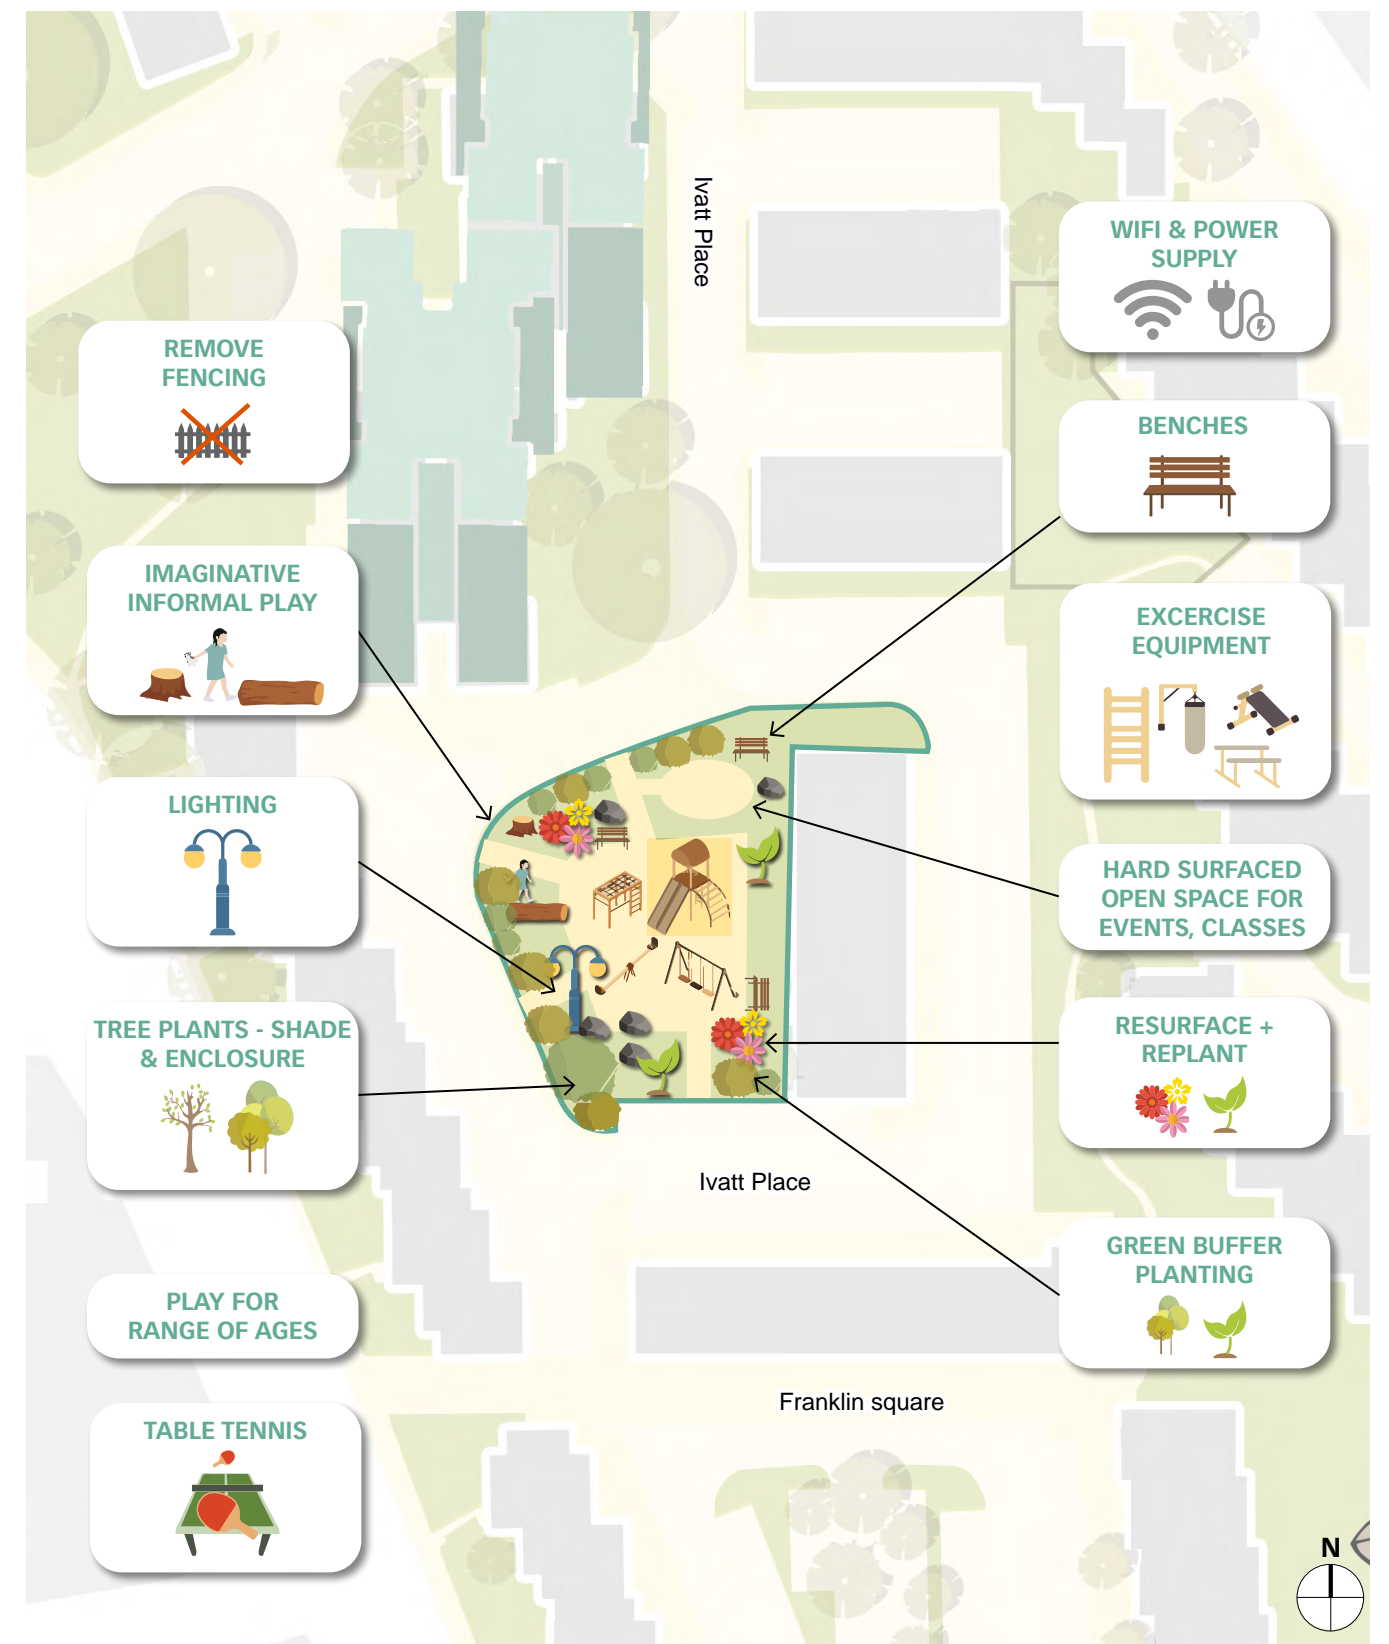 Ivatt Place
WIFI & POWER
SUPPLY
REMOVE
FENCING
BENCHES
IMAGINATIVE
INFORMAL PLAY
EXCERCISE
EQUIPMENT
LIGHTING
HARD SURFACED
OPEN SPACE FOR
EVENTS, CLASSES
TREE PLANTS - SHADE
& ENCLOSURE
RESURFACE +
REPLANT
Ivatt Place
GREEN BUFFER
PLANTING
PLAY FOR
RANGE OF AGES
Franklin square
TABLE TENNIS
N